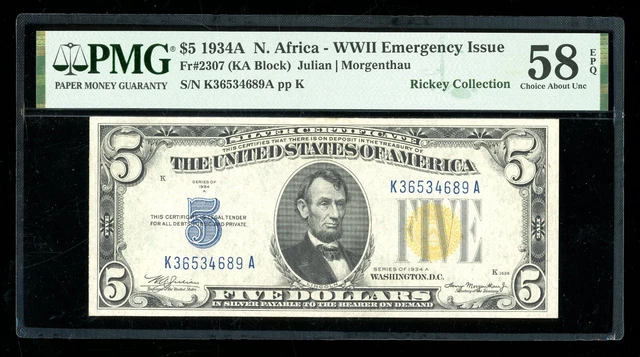 PMG
PAPER MONEY GUARANTY
$5 1934A N. Africa - WWII Emergency Issue
Fr#2307 (KA Block) Julian | Morgenthau
S/N K36534689A pp K
Rickey Collection
58 EPQ
Choice About Unc
SILVER CERTIFICATE
THIS CERTIFIES THAT THERE IS ON DEPOSIT IN THE TREASURY OF
THE UNITED STATES OF AMERICA
5
5
K
SERIES OF
1934
A
K36534689 A
THIS CERTIFICATE IS LEGAL TENDER
FOR ALL DEBTS PUBLIC AND PRIVATE
5
FIVE
K36534689 A
SERIES OF 1934 A
WASHINGTON, D.C.
K
LINCOLN
5
5
FIVE DOLLARS
IN SILVER PAYABLE TO THE BEARER ON DEMAND